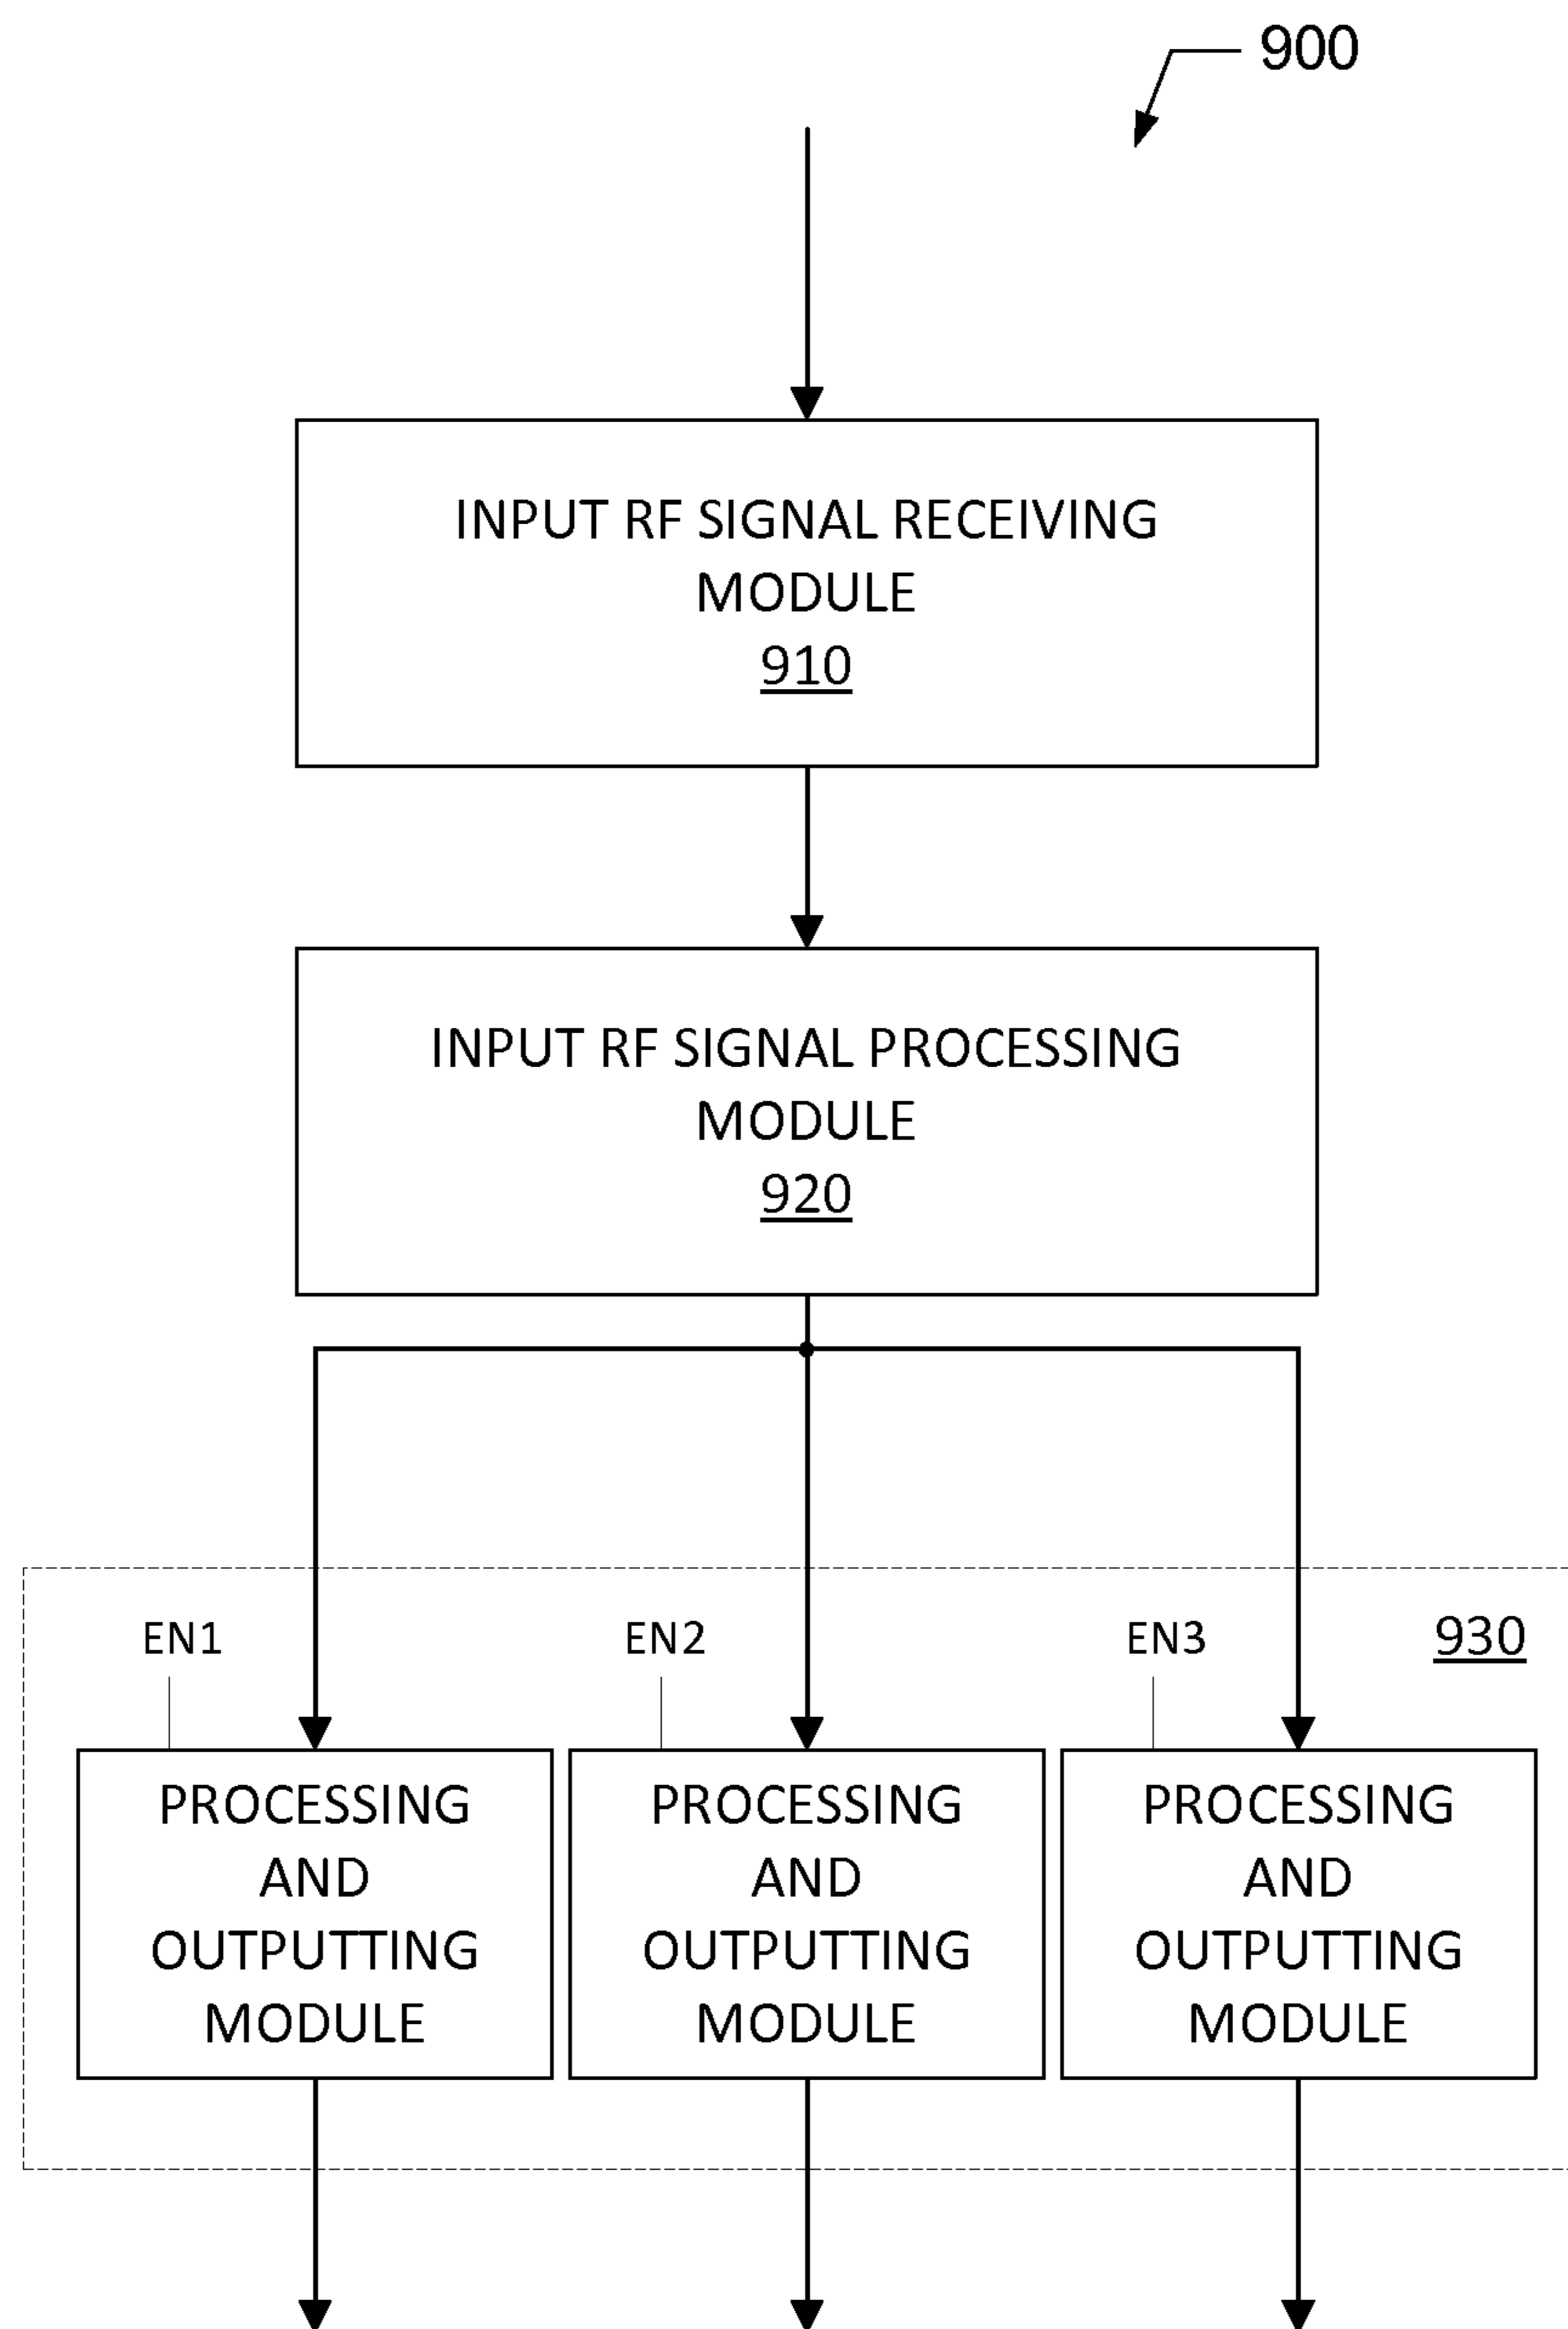 900
INPUT RF SIGNAL RECEIVING
MODULE
910
INPUT RF SIGNAL PROCESSING
MODULE
920
EN1
EN2
EN3
930
PROCESSING
AND
OUTPUTTING
MODULE
PROCESSING
AND
OUTPUTTING
MODULE
PROCESSING
AND
OUTPUTTING
MODULE